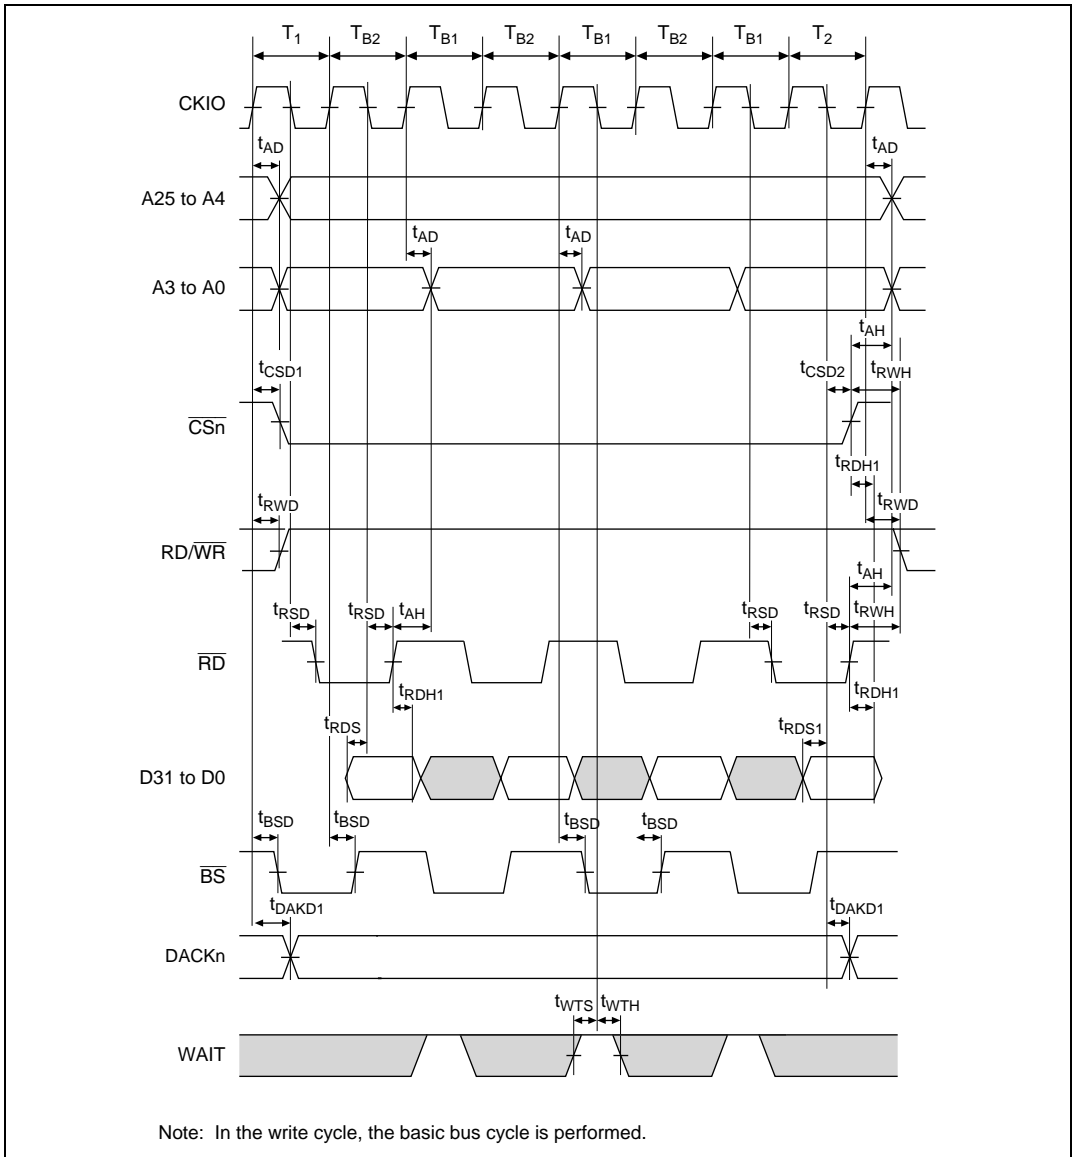 T1 TB2 TB1 TB2 TB1 TB2 TB1 T2
CKIO
tAD tAD
A25 to A4
tAD tAD
A3 to A0
tAH
tCSD1 tCSD2 tRWH
CSn
tRDH1
tRWD tRWD
RD/WR
tAH
tRSD tRSD tAH tRSD tRSD tRWH
RD
tRDH1 tRDH1
tRDS tRDS1
D31 to D0
tBSD tBSD tBSD tBSD
BS
tDAKD1 tDAKD1
DACKn
tWTS tWTH
WAIT
Note: In the write cycle, the basic bus cycle is performed.